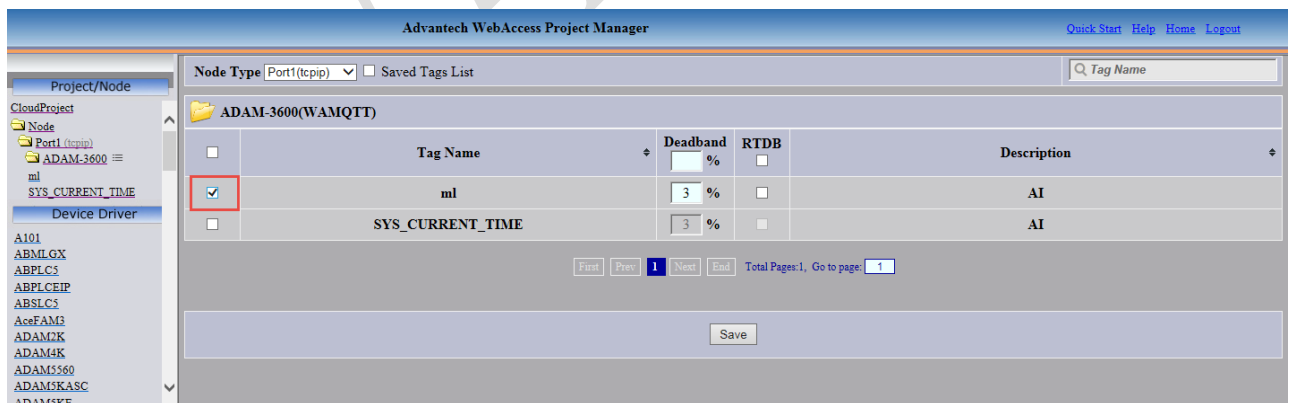 Advantech WebAccess Project Manager
Quick Start Help Home Logout
Node Type Port1(tcpip) Saved Tags List
Tag Name
Project/Node
CloudProject
Node
Port1 (tcpip)
ADAM-3600
ml
SYS_CURRENT_TIME
Device Driver
A101
ABMLGX
ABPLC5
ABPLCEIP
ABSLC5
AceFAM3
ADAM2K
ADAM4K
ADAM5560
ADAM5KASC
ADAM5KE
ADAM-3600(WAMQTT)
Tag Name Deadband % RTDB Description
ml 3 % AI
SYS_CURRENT_TIME 3 % AI
First Prev 1 Next End Total Pages:1, Go to page: 1
Save